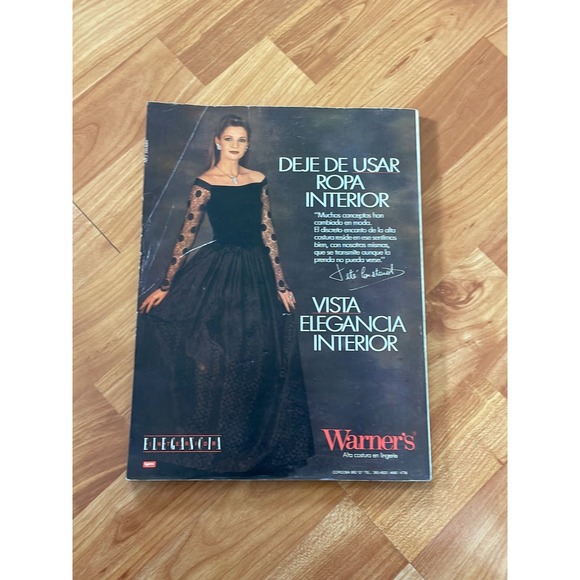 DEJE DE USAR
ROPA
INTERIOR
"Muchos conceptos han
cambiado en moda.
El discreto encanto de la alta
costura reside en ese sentirnos
bien, con nosotras mismas,
que se transmite aunque la
prenda no pueda verse."
VISTA
ELEGANCIA
INTERIOR
ELEGANCIA
Warner's
Alta costura en lingerie